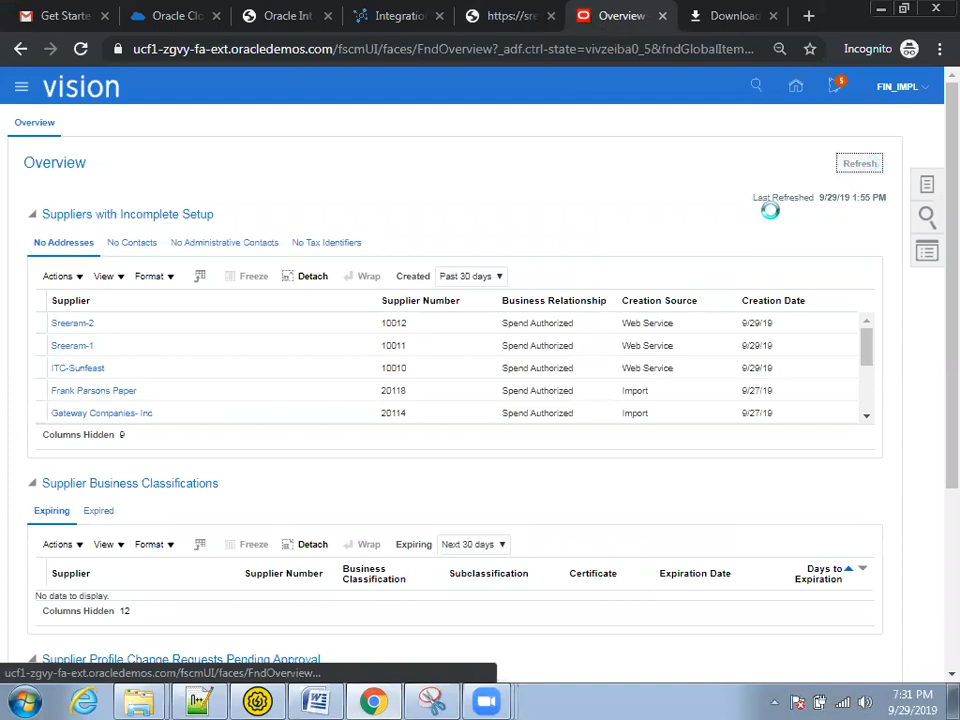 Get Starte
Oracle Clo
Oracle Int
Integration
https://sre
Overview
Download
ucf1-zgvy-fa-ext.oracledemos.com/fscmUI/faces/FndOverview?_adf.ctrl-state=vivzeiba0_5&fndGlobalItem...
Incognito
vision
5
FIN_IMPL
Overview
Overview
Refresh
Last Refreshed 9/29/19 1:55 PM
Suppliers with Incomplete Setup
No Addresses No Contacts No Administrative Contacts No Tax Identifiers
Actions View Format Freeze Detach Wrap Created Past 30 days
Supplier Supplier Number Business Relationship Creation Source Creation Date
Sreeram-2 10012 Spend Authorized Web Service 9/29/19
Sreeram-1 10011 Spend Authorized Web Service 9/29/19
ITC-Sunfeast 10010 Spend Authorized Web Service 9/29/19
Frank Parsons Paper 20118 Spend Authorized Import 9/27/19
Gateway Companies- Inc 20114 Spend Authorized Import 9/27/19
Columns Hidden 9
Supplier Business Classifications
Expiring Expired
Actions View Format Freeze Detach Wrap Expiring Next 30 days
Supplier Supplier Number Business Classification Subclassification Certificate Expiration Date Days to Expiration
No data to display.
Columns Hidden 12
Supplier Profile Change Requests Pending Approval
ucf1-zgvy-fa-ext.oracledemos.com/fscmUI/faces/FndOverview...
7:31 PM
9/29/2019